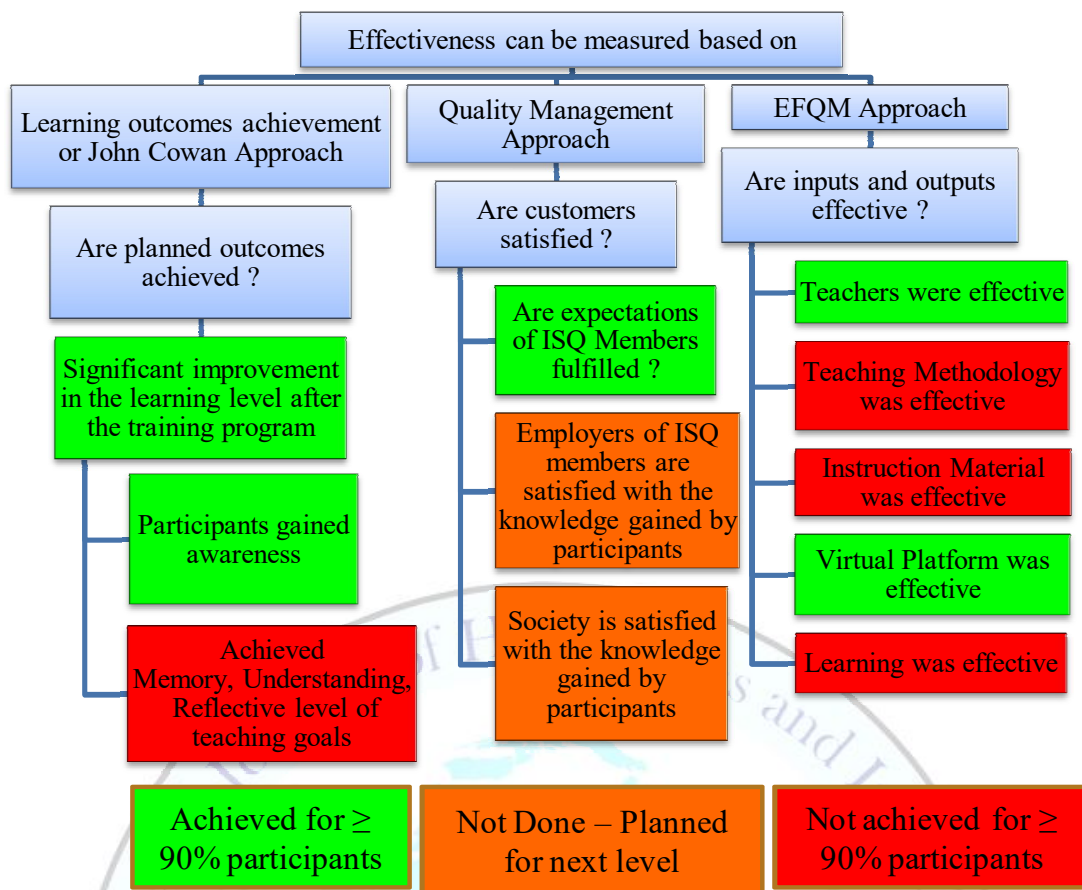 Effectiveness can be measured based on
Learning outcomes achievement
or John Cowan Approach
Are planned outcomes
achieved ?
Significant improvement
in the learning level after
the training program
Participants gained
awareness
Achieved
Memory, Understanding,
Reflective level of
teaching goals
Quality Management
Approach
Are customers
satisfied ?
Are expectations
of ISQ Members
fulfilled ?
Employers of ISQ
members are
satisfied with the
knowledge gained by
participants
Society is satisfied
with the knowledge
gained by
participants
EFQM Approach
Are inputs and outputs
effective ?
Teachers were effective
Teaching Methodology
was effective
Instruction Material
was effective
Virtual Platform was
effective
Learning was effective
Achieved for ≥
90% participants
Not Done – Planned
for next level
Not achieved for ≥
90% participants
of H
s and